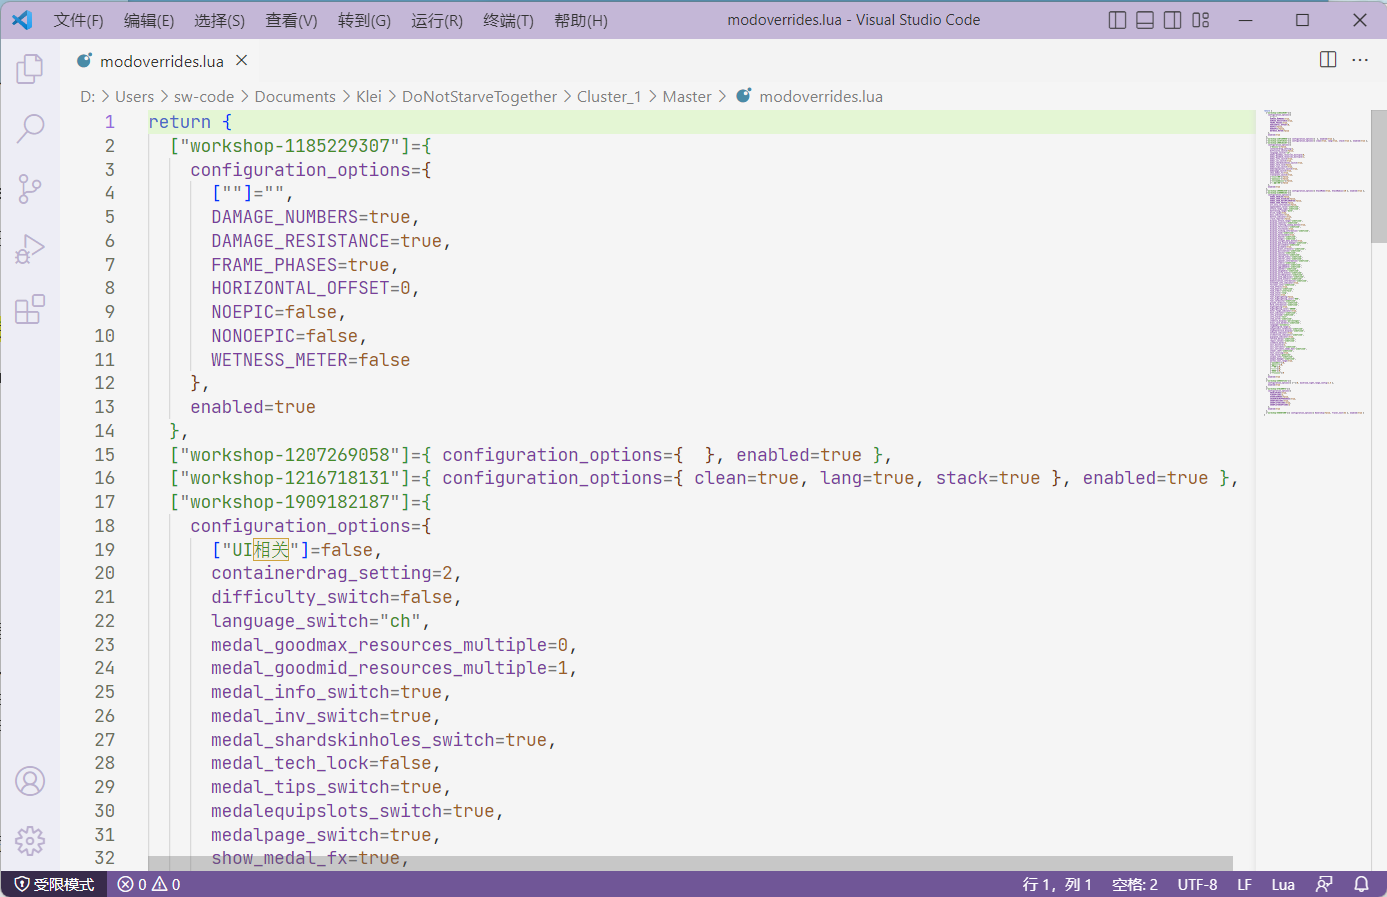 文件(F) 编辑(E) 选择(S) 查看(V) 转到(G) 运行(R) 终端(T) 帮助(H) modoverrides.lua - Visual Studio Code
modoverrides.lua
D: > Users > sw-code > Documents > Klei > DoNotStarveTogether > Cluster_1 > Master > modoverrides.lua
1 return {
2 ["workshop-1185229307"]={
3 configuration_options={
4 [""]="",
5 DAMAGE_NUMBERS=true,
6 DAMAGE_RESISTANCE=true,
7 FRAME_PHASES=true,
8 HORIZONTAL_OFFSET=0,
9 NOEPIC=false,
10 NONOEPIC=false,
11 WETNESS_METER=false
12 },
13 enabled=true
14 },
15 ["workshop-1207269058"]={ configuration_options={  }, enabled=true },
16 ["workshop-1216718131"]={ configuration_options={ clean=true, lang=true, stack=true }, enabled=true },
17 ["workshop-1909182187"]={
18 configuration_options={
19 ["UI相关"]=false,
20 containerdrag_setting=2,
21 difficulty_switch=false,
22 language_switch="ch",
23 medal_goodmax_resources_multiple=0,
24 medal_goodmid_resources_multiple=1,
25 medal_info_switch=true,
26 medal_inv_switch=true,
27 medal_shardskinholes_switch=true,
28 medal_tech_lock=false,
29 medal_tips_switch=true,
30 medalequipslots_switch=true,
31 medalpage_switch=true,
32 show_medal_fx=true,
受限模式 0 0 行 1，列 1 空格: 2 UTF-8 LF Lua